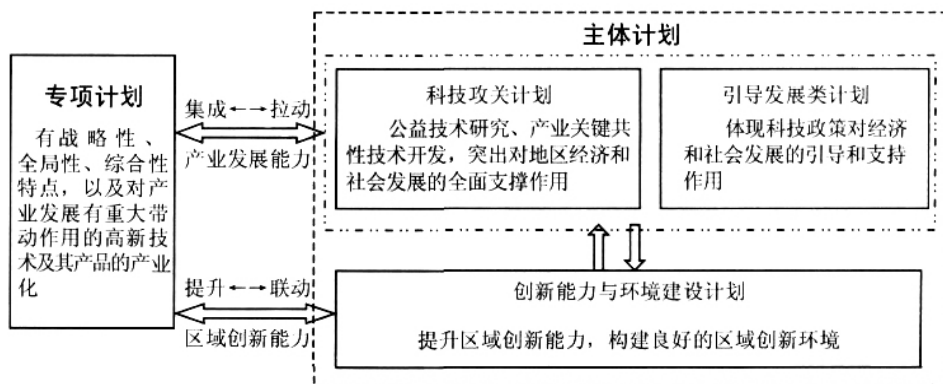 主体计划
专项计划
有战略性、
全局性、综合性
特点，以及对产
业发展有重大带
动作用的高新技
术及其产品的产业
化
集成←→拉动
产业发展能力
科技攻关计划
公益技术研究、产业关键共
性技术开发，突出对地区经济和
社会发展的全面支撑作用
引导发展类计划
体现科技政策对经济
和社会发展的引导和支持
作用
提升←→联动
区域创新能力
创新能力与环境建设计划
提升区域创新能力，构建良好的区域创新环境